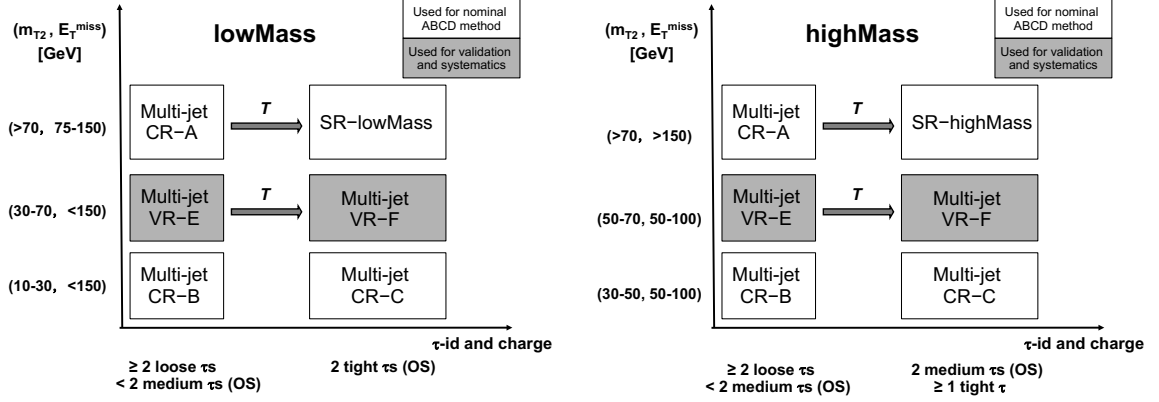 (mT2 , ETmiss)
[GeV]
lowMass
Used for nominal
ABCD method
Used for validation
and systematics
(>70, 75-150)
Multi-jet
CR−A
T
SR−lowMass
(30-70, <150)
Multi-jet
VR−E
T
Multi-jet
VR−F
(10-30, <150)
Multi-jet
CR−B
Multi-jet
CR−C
τ-id and charge
≥ 2 loose τs
< 2 medium τs (OS)
2 tight τs (OS)
(mT2 , ETmiss)
[GeV]
highMass
Used for nominal
ABCD method
Used for validation
and systematics
(>70, >150)
Multi-jet
CR−A
T
SR−highMass
(50-70, 50-100)
Multi-jet
VR−E
T
Multi-jet
VR−F
(30-50, 50-100)
Multi-jet
CR−B
Multi-jet
CR−C
τ-id and charge
≥ 2 loose τs
< 2 medium τs (OS)
2 medium τs (OS)
≥ 1 tight τ